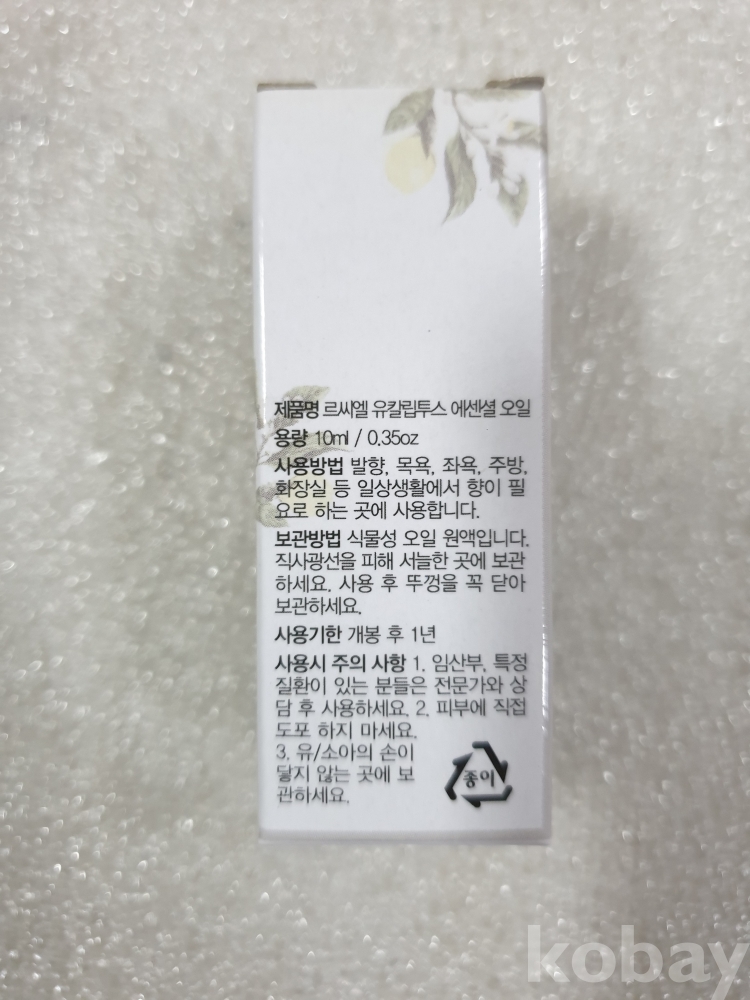 제품명 르씨엘 유칼립투스 에센셜 오일
용량 10ml / 0.35oz
사용방법 발향, 목욕, 좌욕, 주방,
화장실 등 일상생활에서 향이 필
요로 하는 곳에 사용합니다.
보관방법 식물성 오일 원액입니다.
직사광선을 피해 서늘한 곳에 보관
하세요. 사용 후 뚜껑을 꼭 닫아
보관하세요.
사용기한 개봉 후 1년
사용시 주의 사항 1. 임산부, 특정
질환이 있는 분들은 전문가와 상
담 후 사용하세요. 2. 피부에 직접
도포 하지 마세요.
3. 유/소아의 손이
닿지 않는 곳에 보
관하세요.
종이
kobay